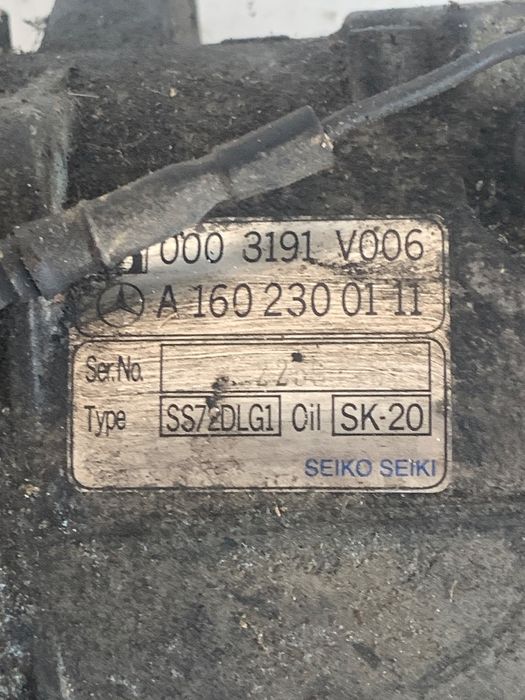 000 3191 V006
A 160 230 01 11
Ser.No.
Type SS72DLG1 Oil SK-20
SEIKO SEIKI